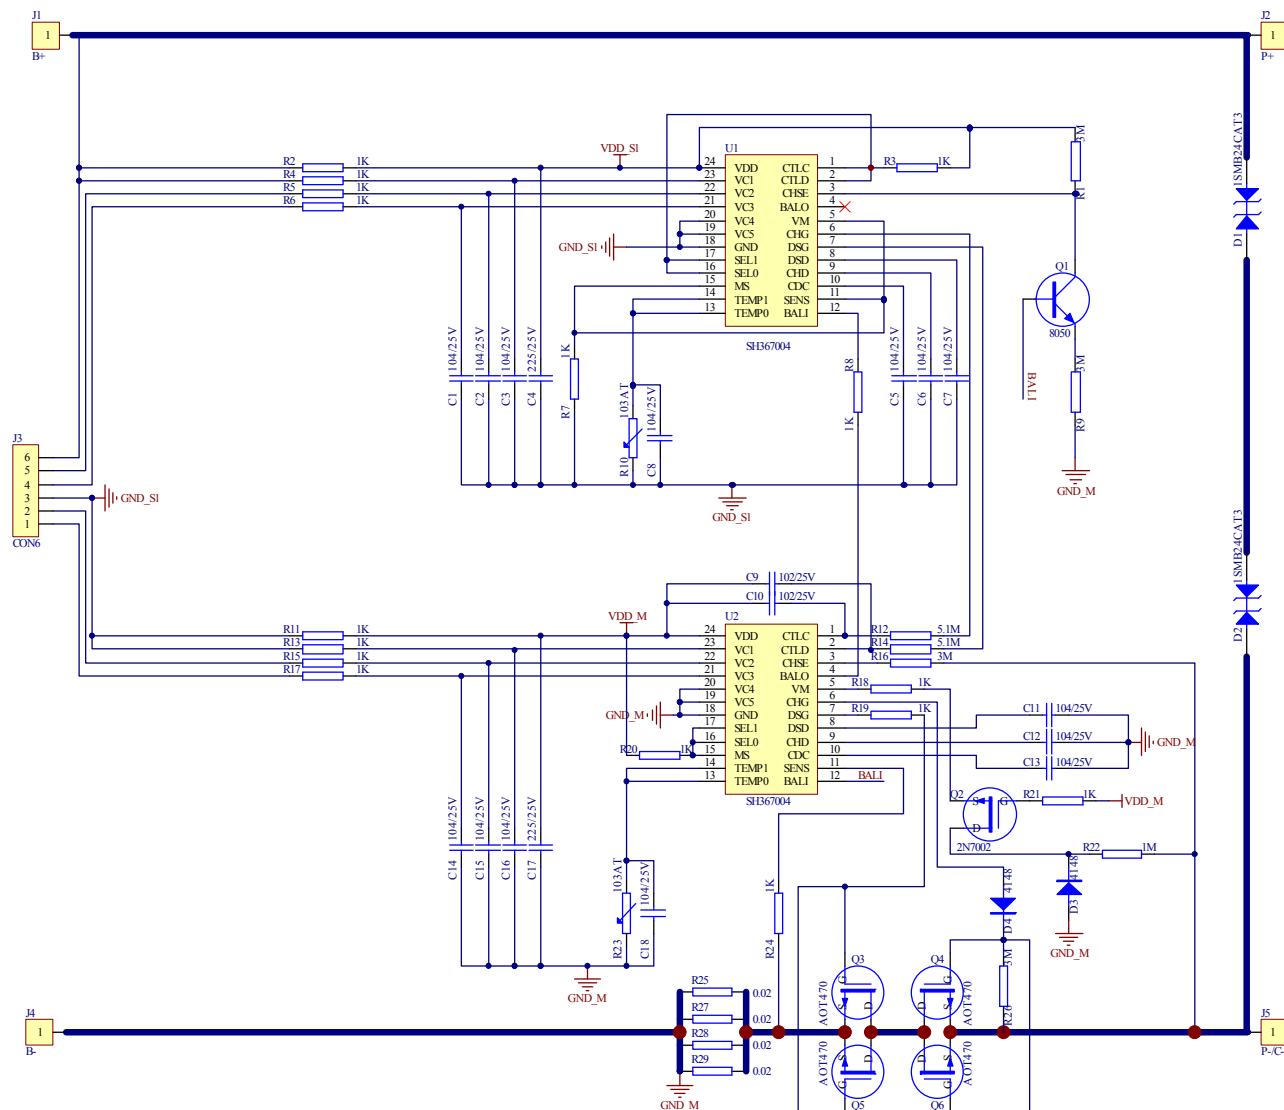 J1
1
B+
J2
1
P+
R2 1K
R4 1K
R5 1K
R6 1K
VDD_S1
U1
24 VDD CTLC 1
23 VC1 CTLD 2
22 VC2 CHSE 3
21 VC3 BALO 4
20 VC4 VM 5
19 VC5 CHG 6
18 GND DSG 7
17 SEL1 DSD 8
16 SEL0 CHD 9
15 MS CDC 10
14 TEMP1 SENS 11
13 TEMP0 BALI 12
SH367004
GND_S1
R3 1K
3M
R1
1SMB24CAT3
D1
Q1
8050
BALI
3M
R9
GND_M
C1 104/25V
C2 104/25V
C3 104/25V
C4 225/25V
R7 1K
R10 103AT
C8 104/25V
R8
1K
C5 104/25V
C6 104/25V
C7 104/25V
GND_S1
J3
6
5
4
3
2
1
CON6
GND_S1
1SMB24CAT3
D2
C9 102/25V
C10 102/25V
R11 1K
R13 1K
R15 1K
R17 1K
VDD_M
U2
24 VDD CTLC 1
23 VC1 CTLD 2
22 VC2 CHSE 3
21 VC3 BALO 4
20 VC4 VM 5
19 VC5 CHG 6
18 GND DSG 7
17 SEL1 DSD 8
16 SEL0 CHD 9
15 MS CDC 10
14 TEMP1 SENS 11
13 TEMP0 BALI 12
SH367004
GND_M
R20 1K
BALI
R12 5.1M
R14 5.1M
R16 3M
R18 1K
R19 1K
C11 104/25V
C12 104/25V
C13 104/25V
GND_M
Q2
S G
D
2N7002
R21 1K
VDD_M
R22 1M
4148
D3
GND_M
4148
D4
C14 104/25V
C15 104/25V
C16 104/25V
C17 225/25V
R23 103AT
C18 104/25V
GND_M
R24 1K
3M
R26
R25 0.02
R27 0.02
R28 0.02
R29 0.02
GND_M
Q3
G
S D
AOT470
Q4
G
D S
AOT470
AOT470
S D
G
Q5
AOT470
D S
G
Q6
J4
1
B-
J5
1
P-/C-